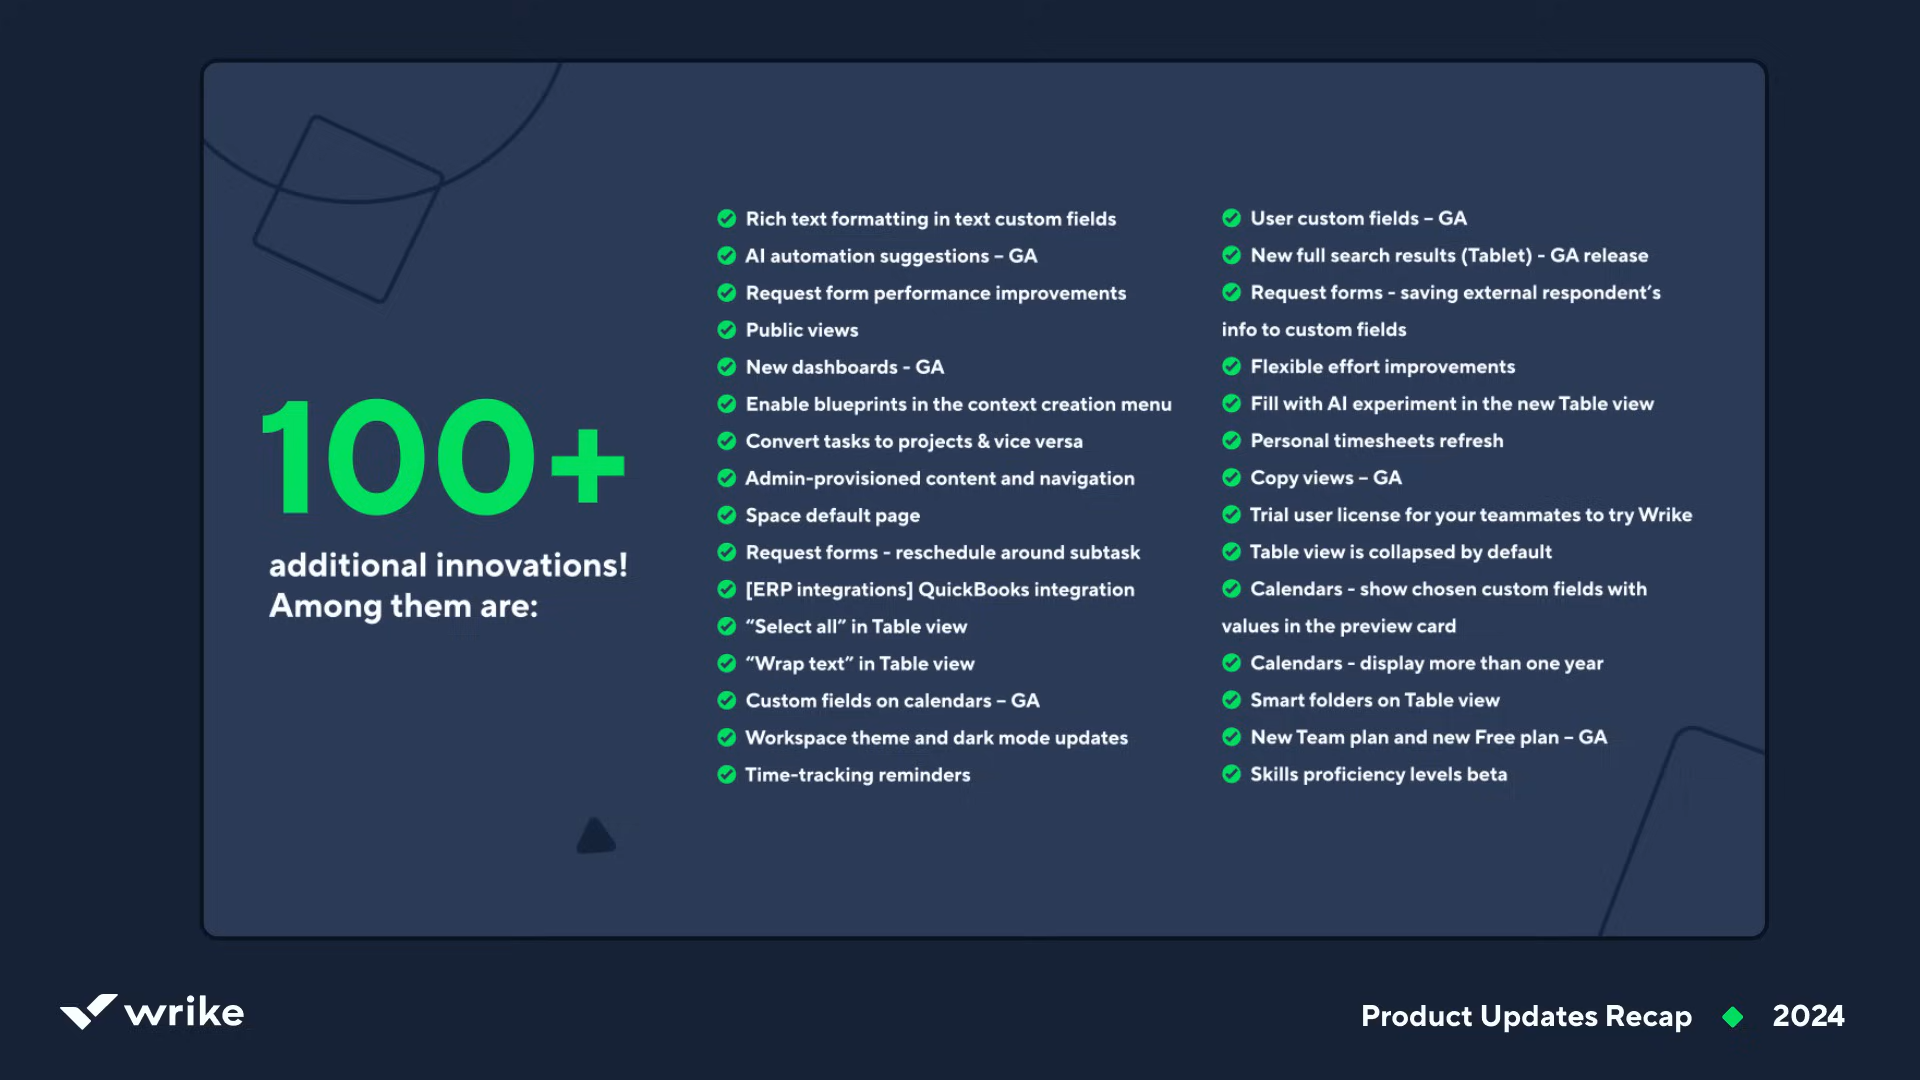 100+
additional innovations!
Among them are:
Rich text formatting in text custom fields
AI automation suggestions – GA
Request form performance improvements
Public views
New dashboards - GA
Enable blueprints in the context creation menu
Convert tasks to projects & vice versa
Admin-provisioned content and navigation
Space default page
Request forms - reschedule around subtask
[ERP integrations] QuickBooks integration
“Select all” in Table view
“Wrap text” in Table view
Custom fields on calendars – GA
Workspace theme and dark mode updates
Time-tracking reminders
User custom fields – GA
New full search results (Tablet) - GA release
Request forms - saving external respondent’s
info to custom fields
Flexible effort improvements
Fill with AI experiment in the new Table view
Personal timesheets refresh
Copy views – GA
Trial user license for your teammates to try Wrike
Table view is collapsed by default
Calendars - show chosen custom fields with
values in the preview card
Calendars - display more than one year
Smart folders on Table view
New Team plan and new Free plan – GA
Skills proficiency levels beta
wrike
Product Updates Recap 2024